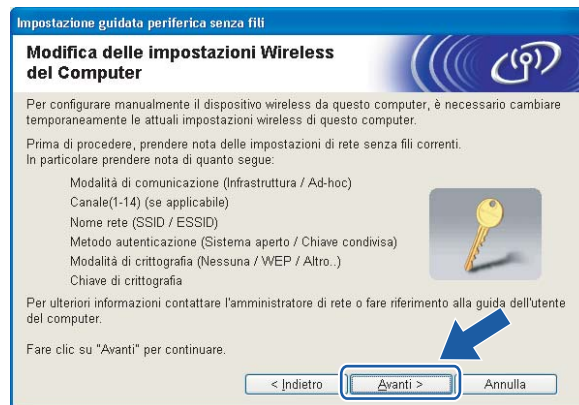 Impostazione guidata periferica senza fili
Modifica delle impostazioni Wireless
del Computer
Per configurare manualmente il dispositivo wireless da questo computer, è necessario cambiare
temporaneamente le attuali impostazioni wireless di questo computer.
Prima di procedere, prendere nota delle impostazioni di rete senza fili correnti.
In particolare prendere nota di quanto segue:
Modalità di comunicazione (Infrastruttura / Ad-hoc)
Canale(1-14) (se applicabile)
Nome rete (SSID / ESSID)
Metodo autenticazione (Sistema aperto / Chiave condivisa)
Modalità di crittografia (Nessuna / WEP / Altro..)
Chiave di crittografia
Per ulteriori informazioni contattare l'amministratore di rete o fare riferimento alla guida dell'utente
del computer.
Fare clic su "Avanti" per continuare.
< Indietro Avanti > Annulla